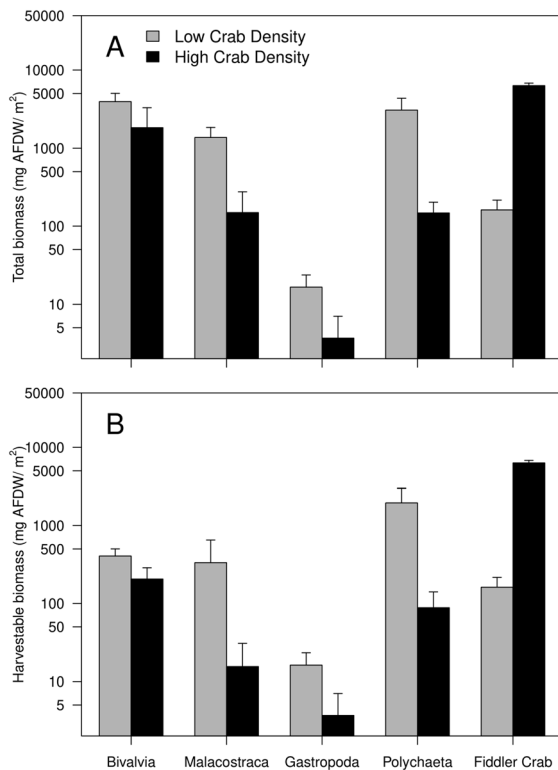 A
Low Crab Density
High Crab Density
Total biomass (mg AFDW/ m2)
50000
10000
5000
1000
500
100
50
10
5
B
Harvestable biomass (mg AFDW/ m2)
50000
10000
5000
1000
500
100
50
10
5
Bivalvia Malacostraca Gastropoda Polychaeta Fiddler Crab